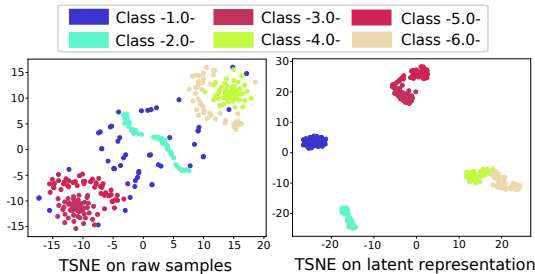 Class -1.0- Class -3.0- Class -5.0-
Class -2.0- Class -4.0- Class -6.0-
15
10
5
0
-5
-10
-15
-15 -10 -5 0 5 10 15 20
TSNE on raw samples
30
20
10
0
-10
-20
-20 -10 0 10 20
TSNE on latent representation